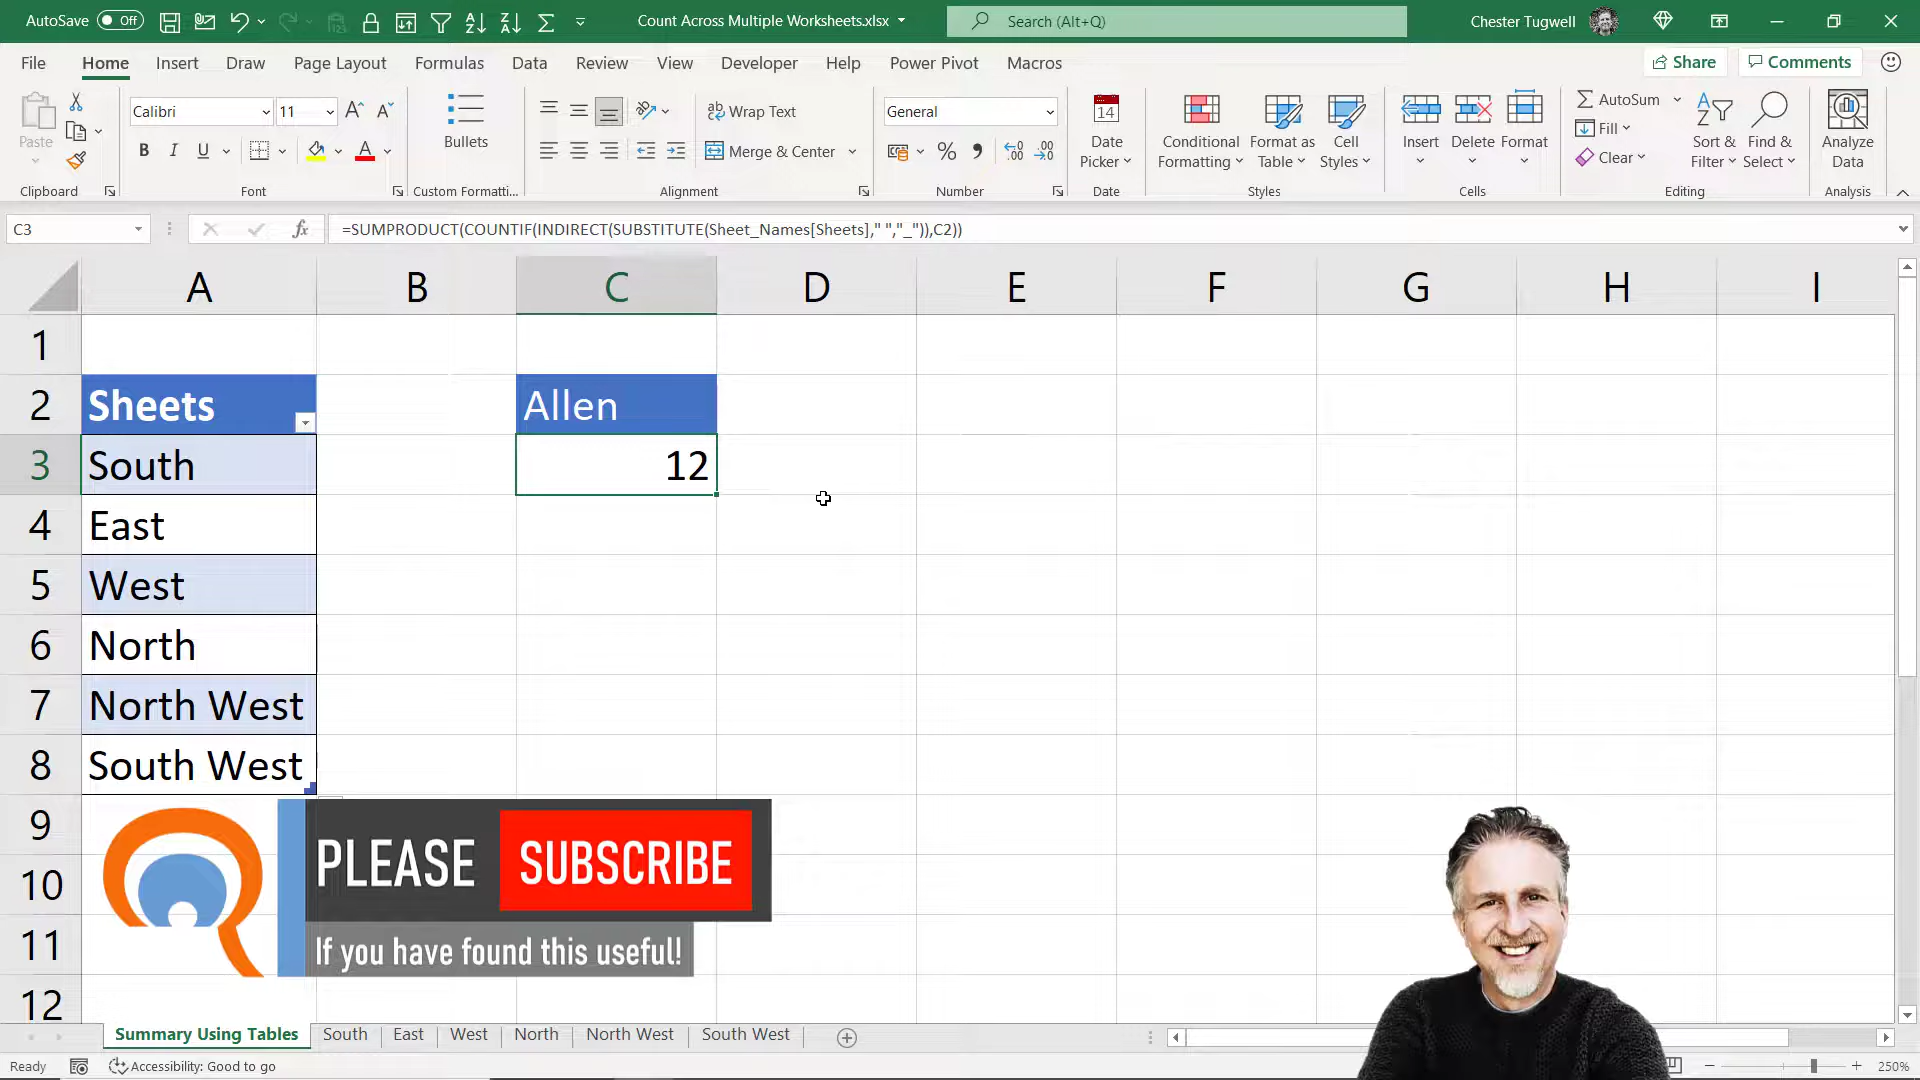 AutoSave Off Count Across Multiple Worksheets.xlsx Search (Alt+Q) Chester Tugwell
File Home Insert Draw Page Layout Formulas Data Review View Developer Help Power Pivot Macros Share Comments
Calibri 11 Wrap Text General AutoSum
Paste Bullets Merge & Center Date Picker Conditional Formatting Format as Table Cell Styles Insert Delete Format Fill Clear Sort & Filter Find & Select Analyze Data
Clipboard Font Custom Formatti... Alignment Number Date Styles Cells Editing Analysis
C3 fx =SUMPRODUCT(COUNTIF(INDIRECT(SUBSTITUTE(Sheet_Names[Sheets]," ","_")),C2))
A B C D E F G H I
1
2 Sheets Allen
3 South 12
4 East
5 West
6 North
7 North West
8 South West
9
10
11
12
PLEASE SUBSCRIBE
If you have found this useful!
Summary Using Tables South East West North North West South West
Ready Accessibility: Good to go 250%